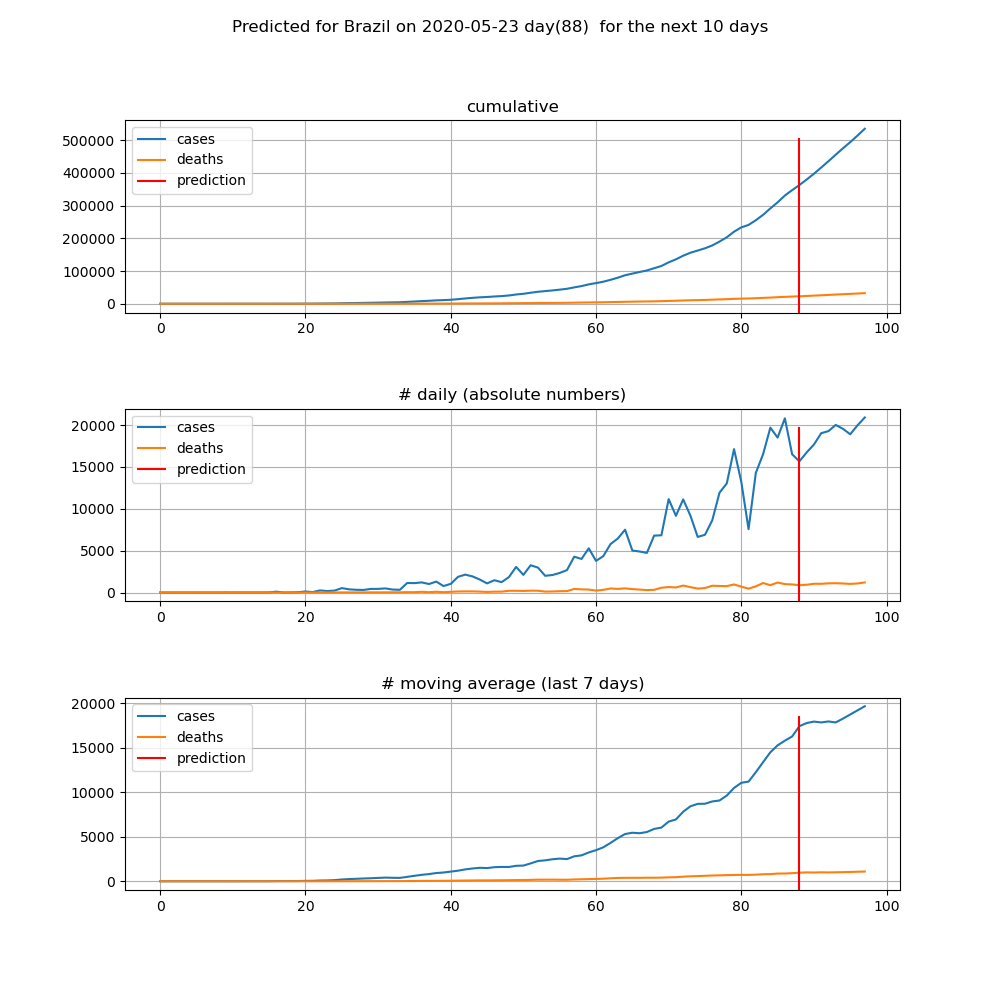 Predicted for Brazil on 2020-05-23 day(88)  for the next 10 days
cumulative
cases
deaths
prediction
500000
400000
300000
200000
100000
0
0 20 40 60 80 100
# daily (absolute numbers)
cases
deaths
prediction
20000
15000
10000
5000
0
0 20 40 60 80 100
# moving average (last 7 days)
cases
deaths
prediction
20000
15000
10000
5000
0
0 20 40 60 80 100